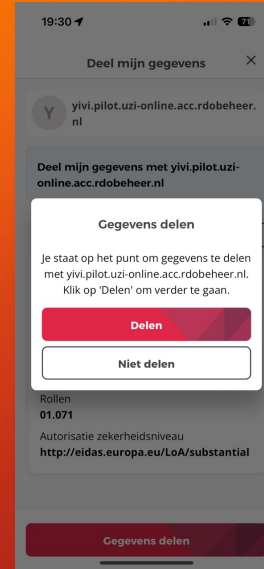 19:30
71
Deel mijn gegevens
Y
yivi.pilot.uzi-online.acc.rdobeheer.
nl
Deel mijn gegevens met yivi.pilot.uzi-
online.acc.rdobeheer.nl
Gegevens delen
Je staat op het punt om gegevens te delen
met yivi.pilot.uzi-online.acc.rdobeheer.nl.
Klik op 'Delen' om verder te gaan.
Delen
Niet delen
Rollen
01.071
Autorisatie zekerheidsniveau
http://eidas.europa.eu/LoA/substantial
Gegevens delen